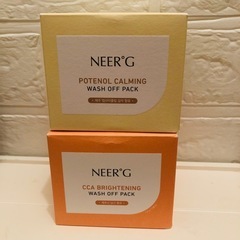 NEER°G
POTENOL CALMING
WASH OFF PACK
NEER°G
CCA BRIGHTENING
WASH OFF PACK